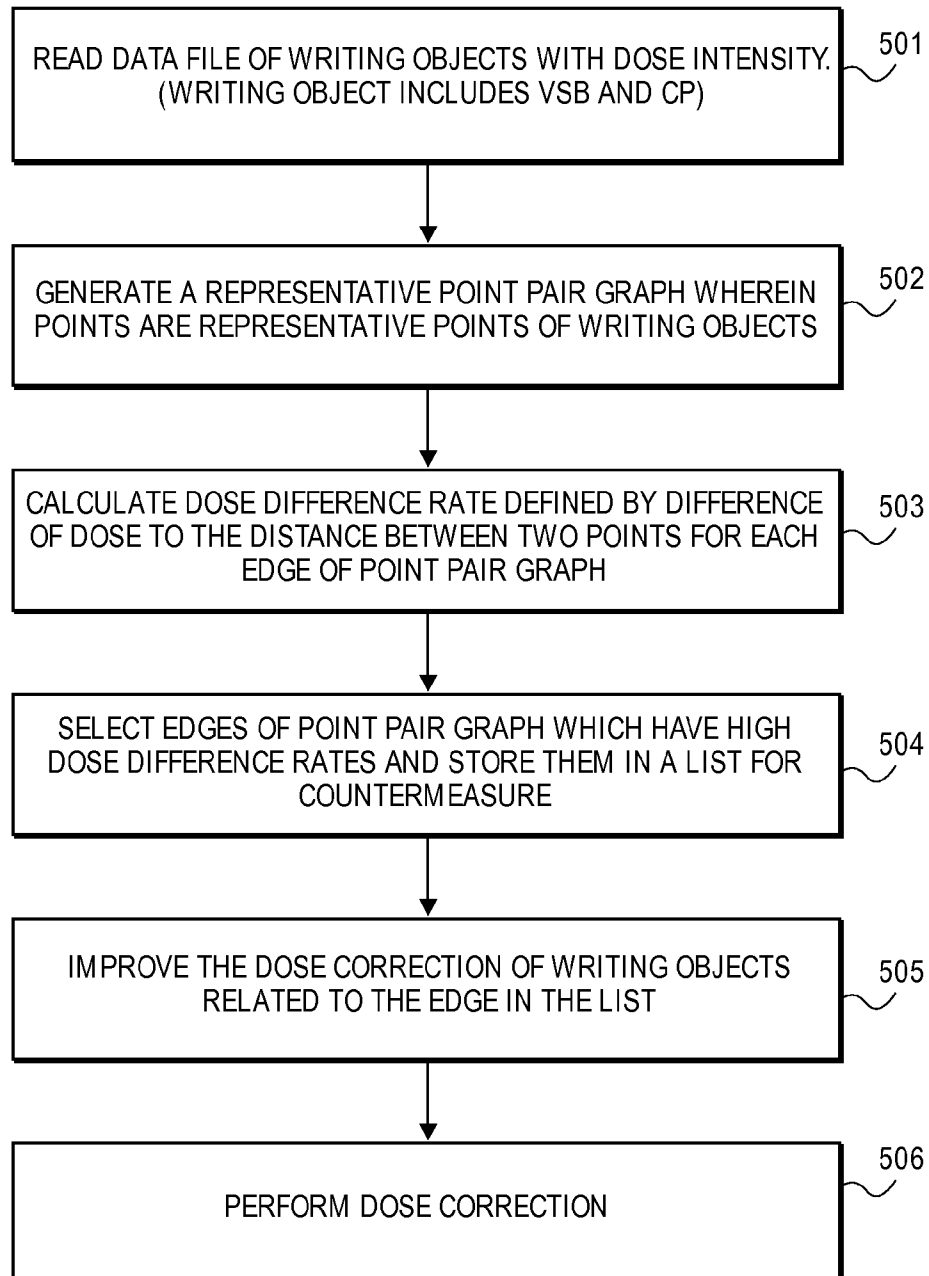 READ DATA FILE OF WRITING OBJECTS WITH DOSE INTENSITY.
(WRITING OBJECT INCLUDES VSB AND CP)
501
GENERATE A REPRESENTATIVE POINT PAIR GRAPH WHEREIN
POINTS ARE REPRESENTATIVE POINTS OF WRITING OBJECTS
502
CALCULATE DOSE DIFFERENCE RATE DEFINED BY DIFFERENCE
OF DOSE TO THE DISTANCE BETWEEN TWO POINTS FOR EACH
EDGE OF POINT PAIR GRAPH
503
SELECT EDGES OF POINT PAIR GRAPH WHICH HAVE HIGH
DOSE DIFFERENCE RATES AND STORE THEM IN A LIST FOR
COUNTERMEASURE
504
IMPROVE THE DOSE CORRECTION OF WRITING OBJECTS
RELATED TO THE EDGE IN THE LIST
505
PERFORM DOSE CORRECTION
506